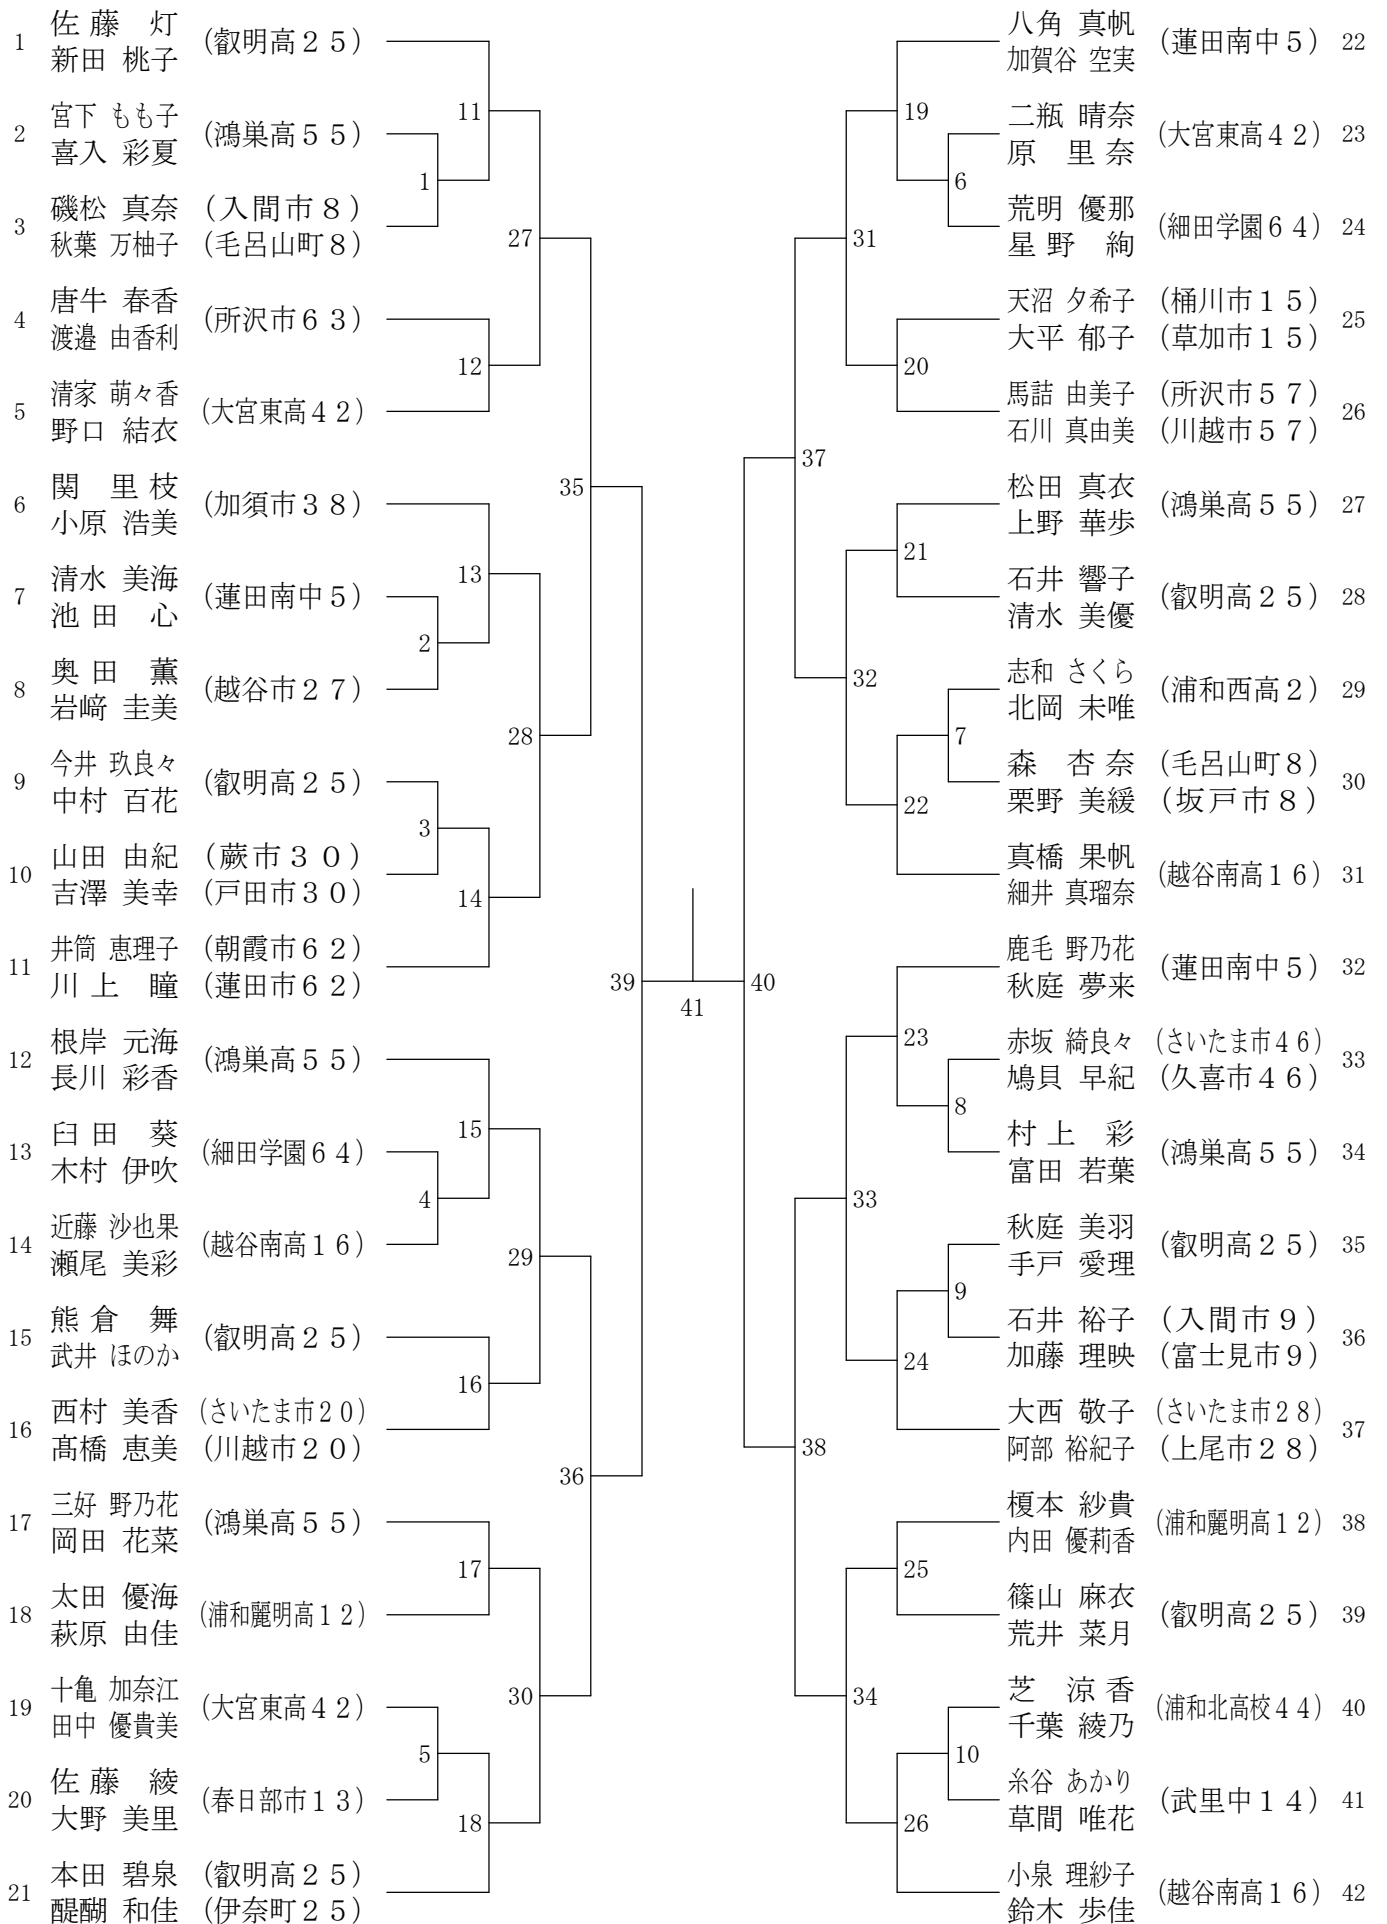 1 佐藤 灯 (叡明高25)
新田 桃子
2 宮下 もも子 (鴻巣高55)
喜入 彩夏
3 磯松 真奈 (入間市8)
秋葉 万柚子 (毛呂山町8)
4 唐牛 春香 (所沢市63)
渡邉 由香利
5 清家 萌々香 (大宮東高42)
野口 結衣
6 関 里枝 (加須市38)
小原 浩美
7 清水 美海 (蓮田南中5)
池田 心
8 奥田 薫 (越谷市27)
岩﨑 圭美
9 今井 玖良々 (叡明高25)
中村 百花
10 山田 由紀 (蕨市30)
吉澤 美幸 (戸田市30)
11 井筒 恵理子 (朝霞市62)
川上 瞳 (蓮田市62)
12 根岸 元海 (鴻巣高55)
長川 彩香
13 臼田 葵 (細田学園64)
木村 伊吹
14 近藤 沙也果 (越谷南高16)
瀬尾 美彩
15 熊倉 舞 (叡明高25)
武井 ほのか
16 西村 美香 (さいたま市20)
髙橋 恵美 (川越市20)
17 三好 野乃花 (鴻巣高55)
岡田 花菜
18 太田 優海 (浦和麗明高12)
萩原 由佳
19 十亀 加奈江 (大宮東高42)
田中 優貴美
20 佐藤 綾 (春日部市13)
大野 美里
21 本田 碧泉 (叡明高25)
醍醐 和佳 (伊奈町25)
1
2
3
4
5
11
12
13
14
15
16
17
18
27
28
29
30
35
36
39
41
40
37
38
31
32
33
34
19
20
21
22
23
24
25
26
6
7
8
9
10
八角 真帆 (蓮田南中5) 22
加賀谷 空実
二瓶 晴奈 (大宮東高42) 23
原 里奈
荒明 優那 (細田学園64) 24
星野 絢
天沼 夕希子 (桶川市15) 25
大平 郁子 (草加市15)
馬詰 由美子 (所沢市57) 26
石川 真由美 (川越市57)
松田 真衣 (鴻巣高55) 27
上野 華歩
石井 響子 (叡明高25) 28
清水 美優
志和 さくら (浦和西高2) 29
北岡 未唯
森 杏奈 (毛呂山町8) 30
栗野 美緩 (坂戸市8)
真橋 果帆 (越谷南高16) 31
細井 真瑠奈
鹿毛 野乃花 (蓮田南中5) 32
秋庭 夢来
赤坂 綺良々 (さいたま市46) 33
鳩貝 早紀 (久喜市46)
村上 彩 (鴻巣高55) 34
富田 若葉
秋庭 美羽 (叡明高25) 35
手戸 愛理
石井 裕子 (入間市9) 36
加藤 理映 (富士見市9)
大西 敬子 (さいたま市28) 37
阿部 裕紀子 (上尾市28)
榎本 紗貴 (浦和麗明高12) 38
内田 優莉香
篠山 麻衣 (叡明高25) 39
荒井 菜月
芝 涼香 (浦和北高校44) 40
千葉 綾乃
糸谷 あかり (武里中14) 41
草間 唯花
小泉 理紗子 (越谷南高16) 42
鈴木 歩佳